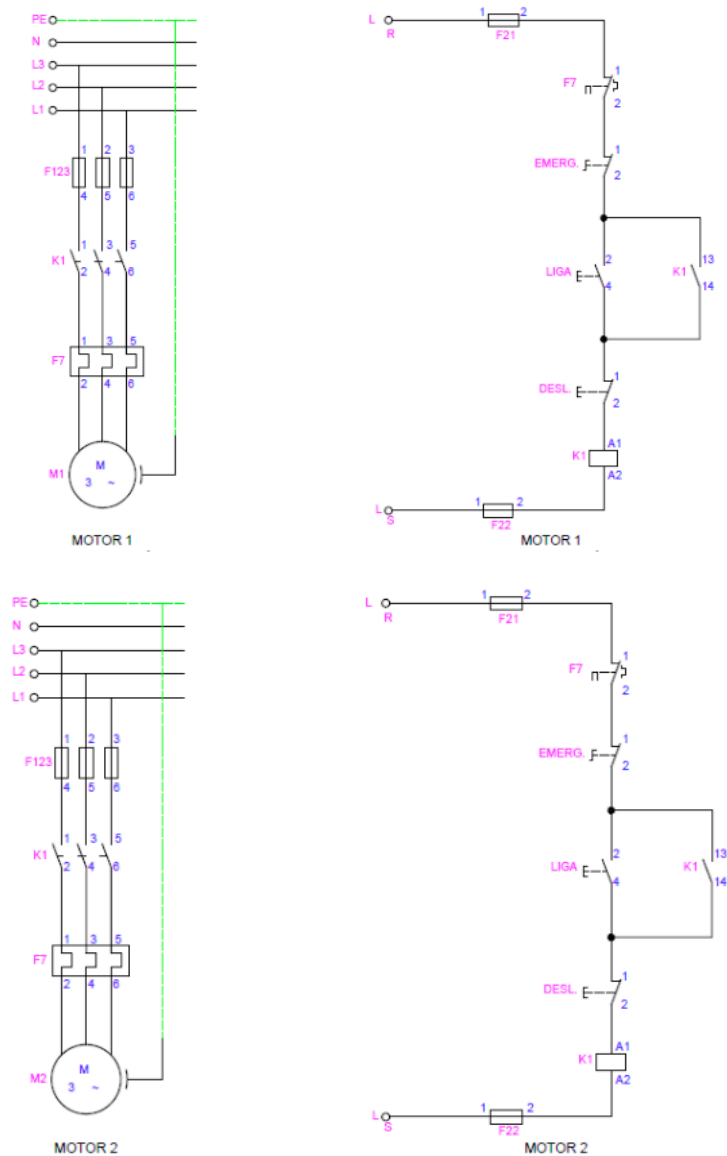 PE
N
L3
L2
L1
1 2 3
F123
4 5 6
1 3 5
K1
2 4 6
1 3 5
F7
2 4 6
M
3 ~
M1
MOTOR 1
L
R
1 2
F21
1
F7
2
1
EMERG.
2
2
LIGA
4
13
K1
14
1
DESL.
2
A1
K1
A2
L
S
1 2
F22
MOTOR 1
PE
N
L3
L2
L1
1 2 3
F123
4 5 6
1 3 5
K1
2 4 6
1 3 5
F7
2 4 6
M
3 ~
M2
MOTOR 2
L
R
1 2
F21
1
F7
2
1
EMERG.
2
2
LIGA
4
13
K1
14
1
DESL.
2
A1
K1
A2
L
S
1 2
F22
MOTOR 2